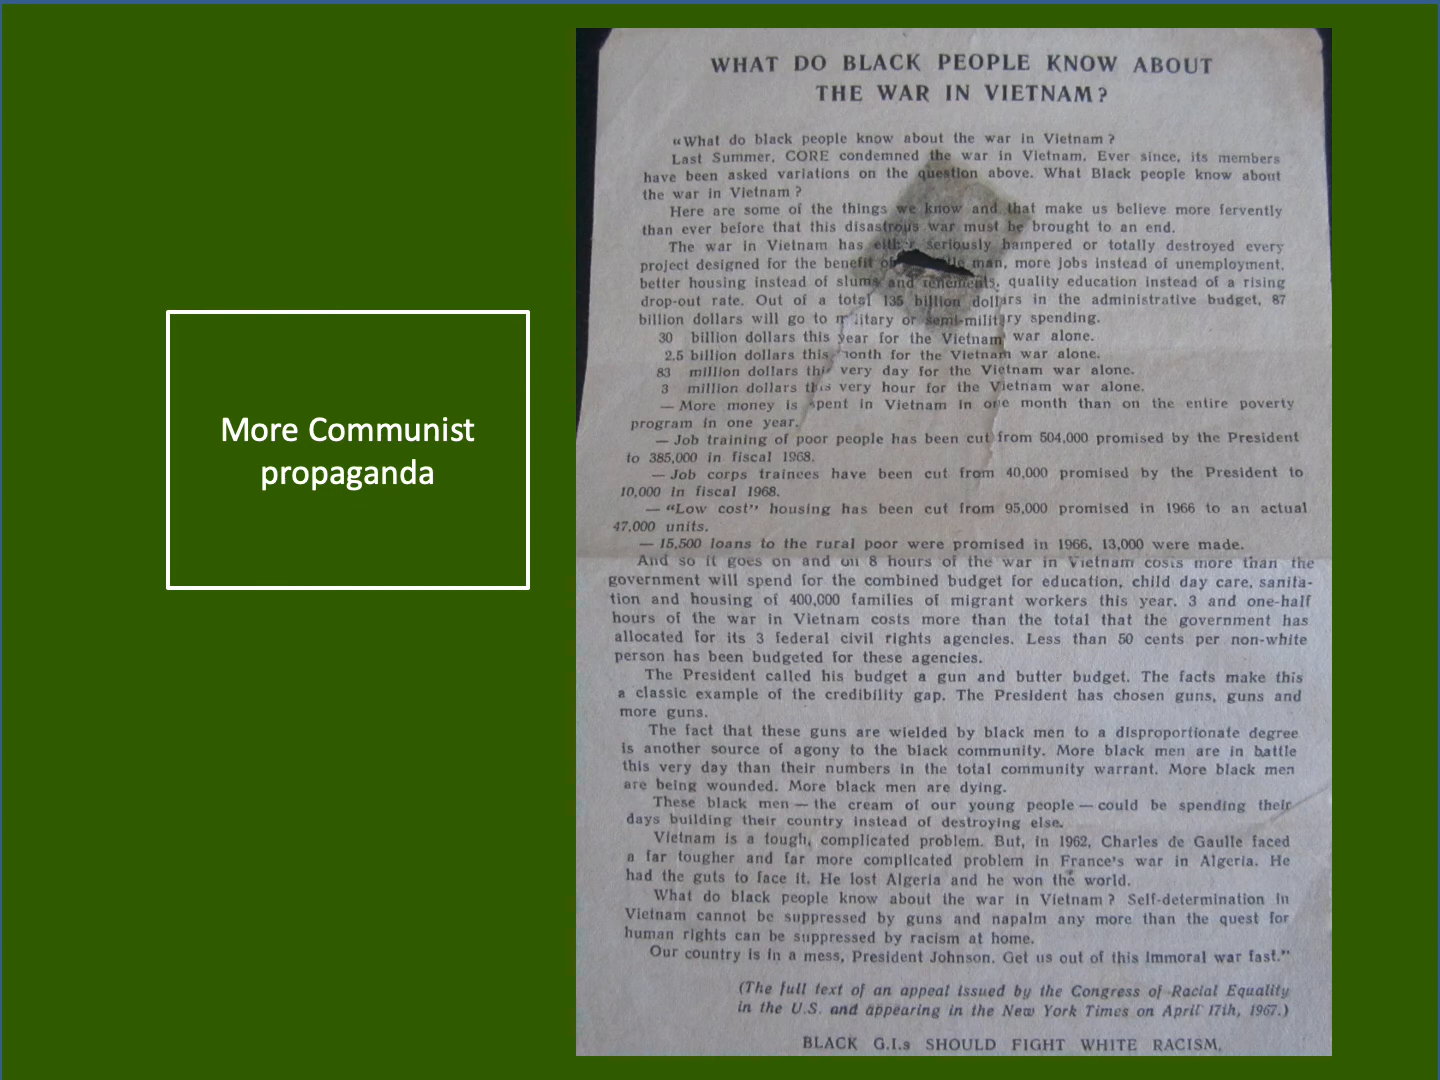 More Communist
propaganda
WHAT DO BLACK PEOPLE KNOW ABOUT
THE WAR IN VIETNAM?
“What do black people know about the war in Vietnam?
Last Summer, CORE condemned the war in Vietnam. Ever since, its members
have been asked variations on the question above. What Black people know about
the war in Vietnam?
Here are some of the things we know and that make us believe more fervently
than ever before that this disastrous war must be brought to an end.
The war in Vietnam has either seriously hampered or totally destroyed every
project designed for the benefit of man, more jobs instead of unemployment,
better housing instead of slums and tenements, quality education instead of a rising
drop-out rate. Out of a total 135 billion dollars in the administrative budget, 87
billion dollars will go to military or semi-military spending.
30 billion dollars this year for the Vietnam war alone.
2.5 billion dollars this month for the Vietnam war alone.
83 million dollars this very day for the Vietnam war alone.
3 million dollars this very hour for the Vietnam war alone.
— More money is spent in Vietnam in one month than on the entire poverty
program in one year.
— Job training of poor people has been cut from 504,000 promised by the President
to 385,000 in fiscal 1968.
— Job corps trainees have been cut from 40,000 promised by the President to
10,000 in fiscal 1968.
— “Low cost” housing has been cut from 95,000 promised in 1966 to an actual
47,000 units.
— 15,500 loans to the rural poor were promised in 1966, 13,000 were made.
And so it goes on and on 8 hours of the war in Vietnam costs more than the
government will spend for the combined budget for education, child day care, sanita-
tion and housing of 400,000 families of migrant workers this year. 3 and one-half
hours of the war in Vietnam costs more than the total that the government has
allocated for its 3 federal civil rights agencies. Less than 50 cents per non-white
person has been budgeted for these agencies.
The President called his budget a gun and butter budget. The facts make this
a classic example of the credibility gap. The President has chosen guns, guns and
more guns.
The fact that these guns are wielded by black men to a disproportionate degree
is another source of agony to the black community. More black men are in battle
this very day than their numbers in the total community warrant. More black men
are being wounded. More black men are dying.
These black men — the cream of our young people — could be spending their
days building their country instead of destroying else.
Vietnam is a tough, complicated problem. But, in 1962, Charles de Gaulle faced
a far tougher and far more complicated problem in France's war in Algeria. He
had the guts to face it. He lost Algeria and he won the world.
What do black people know about the war in Vietnam? Self-determination in
Vietnam cannot be suppressed by guns and napalm any more than the quest for
human rights can be suppressed by racism at home.
Our country is in a mess, President Johnson. Get us out of this immoral war fast.”
(The full text of an appeal issued by the Congress of Racial Equality
in the U.S. and appearing in the New York Times on April 17th, 1967.)
BLACK G.I.s SHOULD FIGHT WHITE RACISM.